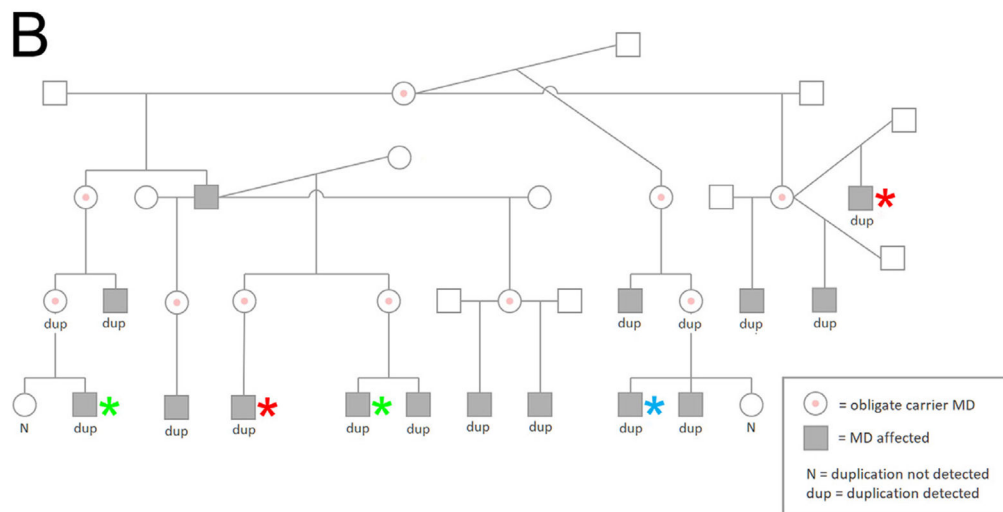 B
dup
dup dup dup dup dup dup
N dup dup dup dup dup dup dup dup dup N
= obligate carrier MD
= MD affected
N = duplication not detected
dup = duplication detected